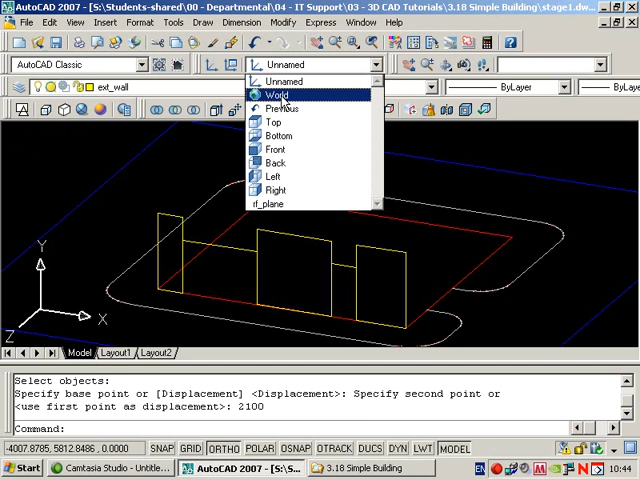 AutoCAD 2007 - [S:\Students-shared\00 - Departmental\04 - IT Support\03 - 3D CAD Tutorials\3.18 Simple Building\stage1.dw...
File Edit View Insert Format Tools Draw Dimension Modify Express Window Help
AutoCAD Classic Unnamed
Unnamed
World
Previous
Top
Bottom
Front
Back
Left
Right
rf_plane
ext_wall ByLayer ByLaye
Y
X
Z
Model Layout1 Layout2
Select objects:
Specify base point or [Displacement] <Displacement>: Specify second point or
<use first point as displacement>: 2100
Command:
-4007.8785, 5812.8486, 0.0000 SNAP GRID ORTHO POLAR OSNAP OTRACK DUCS DYN LWT MODEL
Start Camtasia Studio - Untitle... AutoCAD 2007 - [S:\S... 3.18 Simple Building EN 10:44